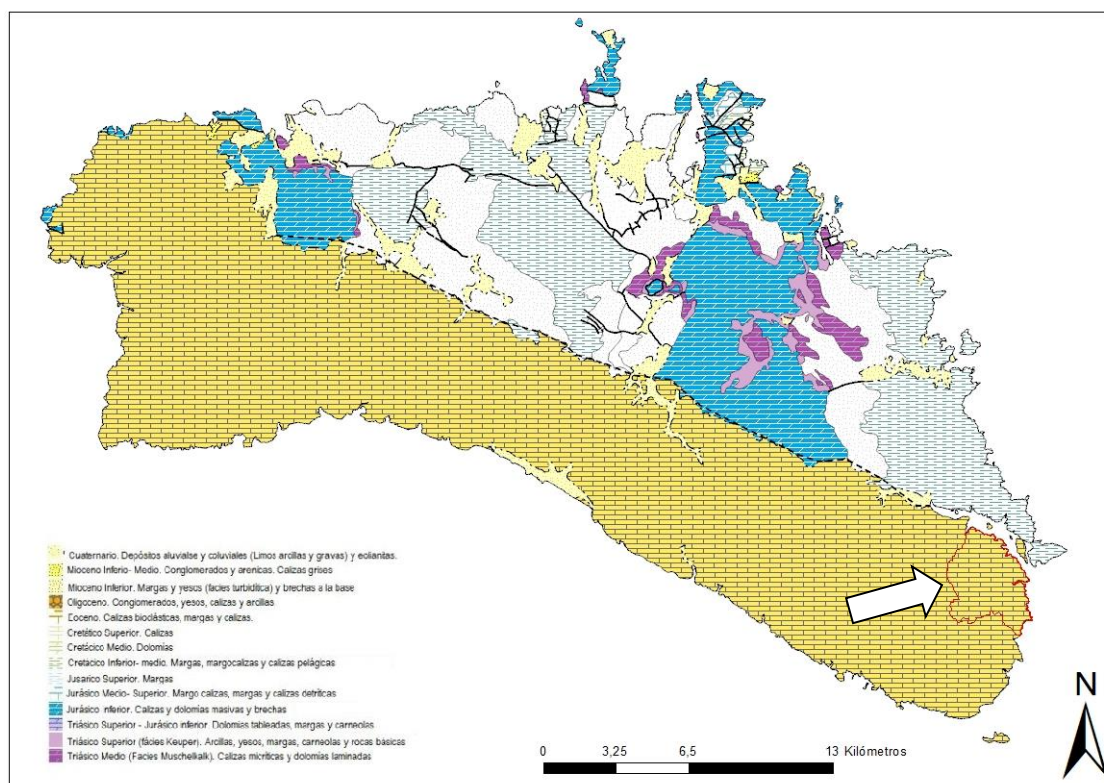 N
Cuaternario. Depósitos aluvialse y coluviales (Limos arcillas y gravas) y eolianitas.
Mioceno Inferio- Medio. Conglomerados y arenicas. Calizas grises
Mioceno Inferior. Margas y yesos (facies turbidítica) y brechas a la base
Oligoceno. Conglomerados, yesos, calizas y arcillas
Eoceno. Calizas bioclásticas, margas y calizas.
Cretático Superior. Calizas
Cretácico Medio. Dolomías
Cretacico Inferior- medio. Margas, margocalizas y calizas pelágicas
Jusarico Superior. Margas
Jurásico Medio- Superior. Margo calizas, margas y calizas detríticas
Jurásico Inferior. Calizas y dolomías masivas y brechas
Triásico Superior - Jurásico inferior. Dolomías tableadas, margas y carneolas
Triásico Superior (fácies Keuper). Arcillas, yesos, margas, carneolas y rocas básicas
Triásico Medio (Facies Muschelkalk). Calizas micríticas y dolomías laminadas
0 3,25 6,5 13 Kilómetros